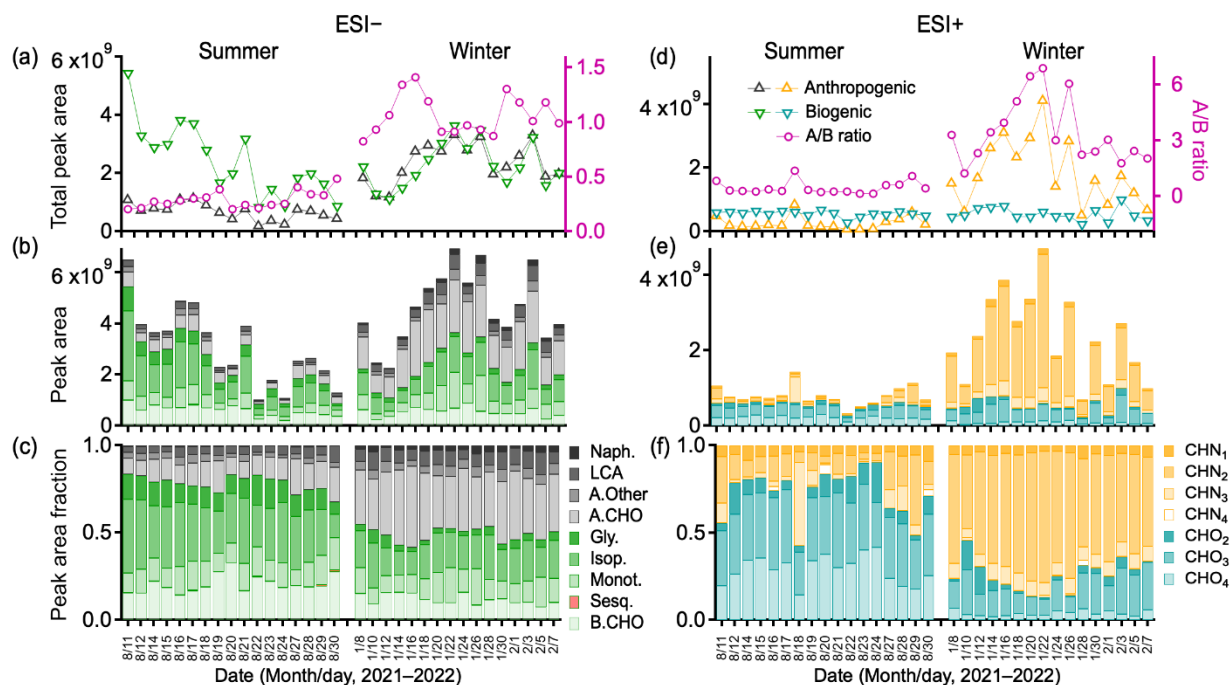 ESI−
ESI+
(a)
6 x10^9
Summer
Winter
1.5
4
1.0
2
0.5
0
0.0
Total peak area
(d)
Summer
Winter
Anthropogenic
Biogenic
A/B ratio
4 x10^9
2
0
6
3
0
A/B ratio
(b)
6 x10^9
4
2
0
Peak area
(e)
4 x10^9
2
0
(c)
1.0
0.5
0.0
Peak area fraction
Naph.
LCA
A.Other
A.CHO
Gly.
Isop.
Monot.
Sesq.
B.CHO
(f)
1.0
0.5
0.0
CHN1
CHN2
CHN3
CHN4
CHO2
CHO3
CHO4
8/11 8/12 8/14 8/15 8/16 8/17 8/18 8/19 8/20 8/21 8/22 8/23 8/24 8/27 8/28 8/29 8/30
1/8 1/10 1/12 1/14 1/16 1/18 1/20 1/22 1/24 1/26 1/28 1/30 2/1 2/3 2/5 2/7
Date (Month/day, 2021–2022)
8/11 8/12 8/14 8/15 8/16 8/17 8/18 8/19 8/20 8/21 8/22 8/23 8/24 8/27 8/28 8/29 8/30
1/8 1/10 1/12 1/14 1/16 1/18 1/20 1/22 1/24 1/26 1/28 1/30 2/1 2/3 2/5 2/7
Date (Month/day, 2021–2022)